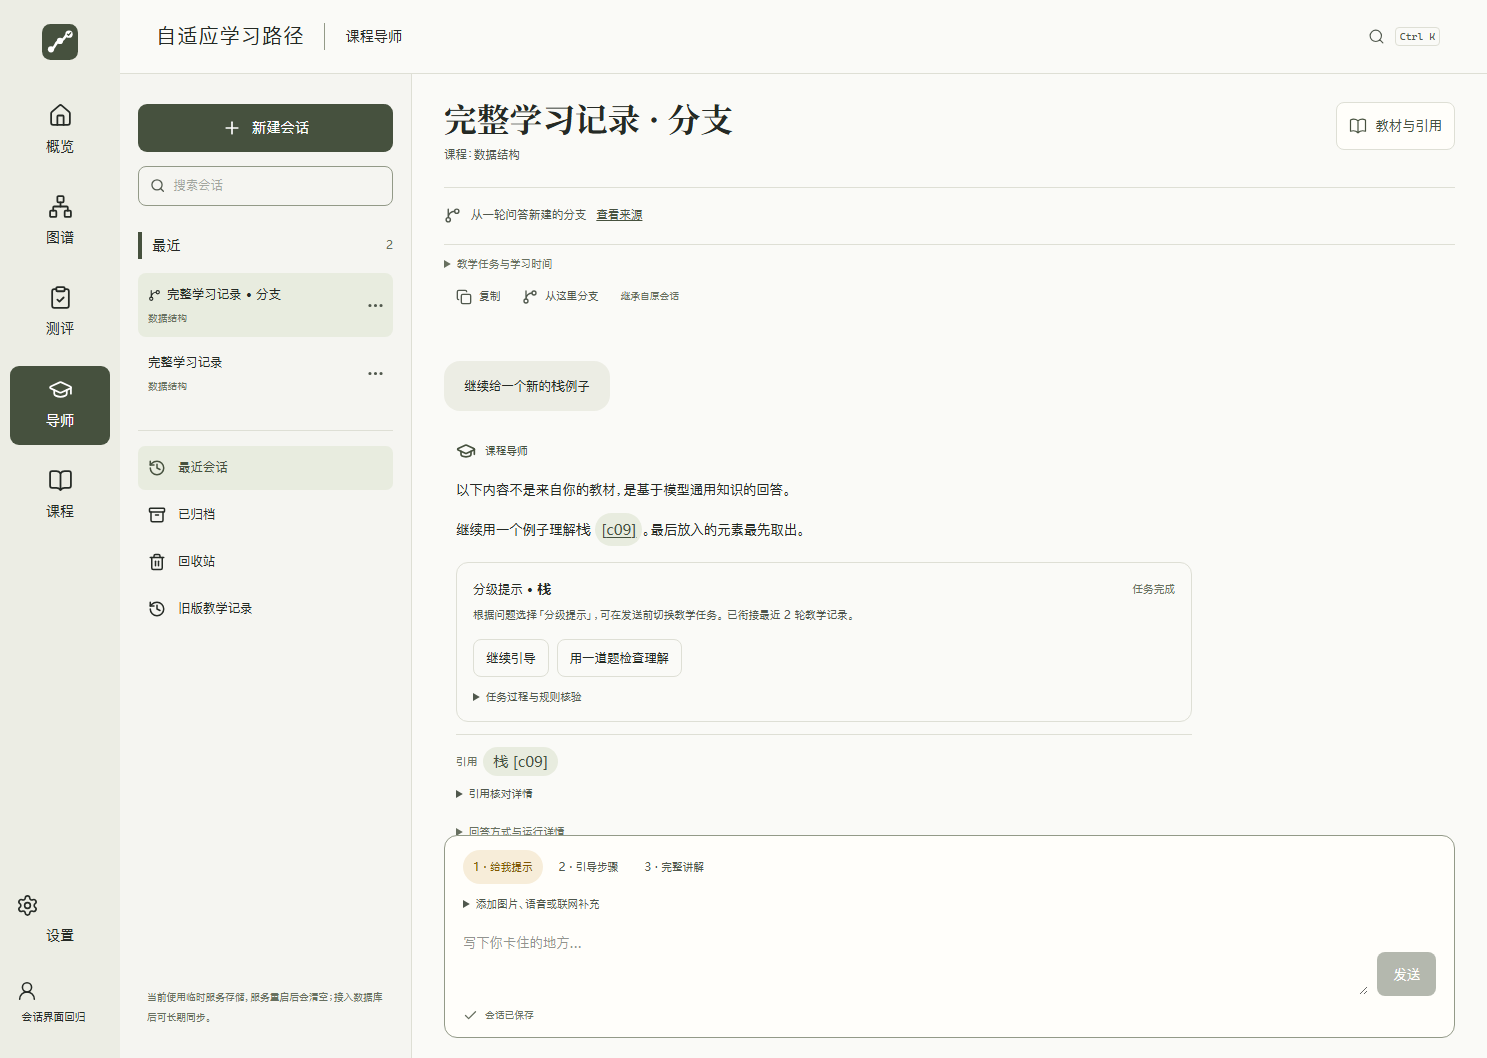 自适应学习路径
课程导师
Ctrl K
概览
图谱
测评
导师
课程
设置
会话界面回归
新建会话
搜索会话
最近
2
完整学习记录 • 分支
数据结构
完整学习记录
数据结构
最近会话
已归档
回收站
旧版教学记录
当前使用临时服务存储,服务重启后会清空;接入数据库
后可长期同步。
完整学习记录 · 分支
课程:数据结构
教材与引用
从一轮问答新建的分支 查看来源
教学任务与学习时间
复制 从这里分支 继承自原会话
继续给一个新的栈例子
课程导师
以下内容不是来自你的教材,是基于模型通用知识的回答。
继续用一个例子理解栈 [c09] 。最后放入的元素最先取出。
分级提示 • 栈
任务完成
根据问题选择「分级提示」,可在发送前切换教学任务。已衔接最近 2 轮教学记录。
继续引导
用一道题检查理解
任务过程与规则核验
引用 栈 [c09]
引用核对详情
回答方式与运行详情
1 · 给我提示
2 · 引导步骤
3 · 完整讲解
添加图片、语音或联网补充
写下你卡住的地方...
发送
会话已保存